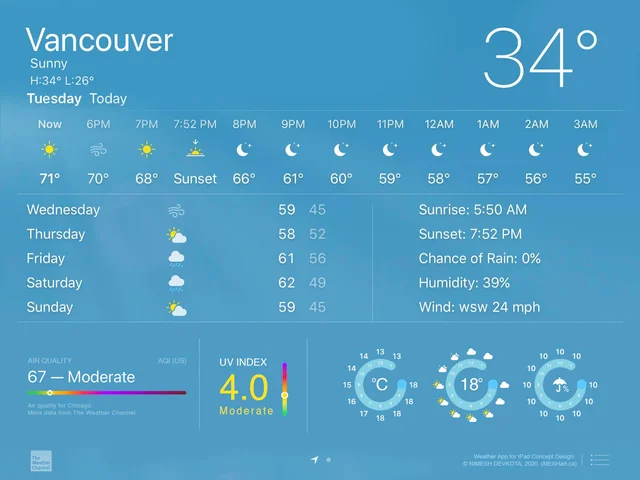 Vancouver
Sunny
H:34° L:26°
Tuesday Today
34°
Now 6PM 7PM 7:52 PM 8PM 9PM 10PM 11PM 12AM 1AM 2AM 3AM
71° 70° 68° Sunset 66° 61° 60° 59° 58° 57° 56° 55°
Wednesday 59 45
Thursday 58 52
Friday 61 56
Saturday 62 49
Sunday 59 45
Sunrise: 5:50 AM
Sunset: 7:52 PM
Chance of Rain: 0%
Humidity: 39%
Wind: wsw 24 mph
AIR QUALITY AQI (US)
67 — Moderate
Air quality for Chicago
More data from The Weather Channel
UV INDEX
4.0
Moderate
14 13 13
14
15 °C 18
16 18
17 18 18
18°
10 10 10
10
10 % 10
10 10
10 10 10
The
Weather
Channel
Weather App for iPad Concept Design
© NIMESH DEVKOTA, 2020. (MESHart.ca)